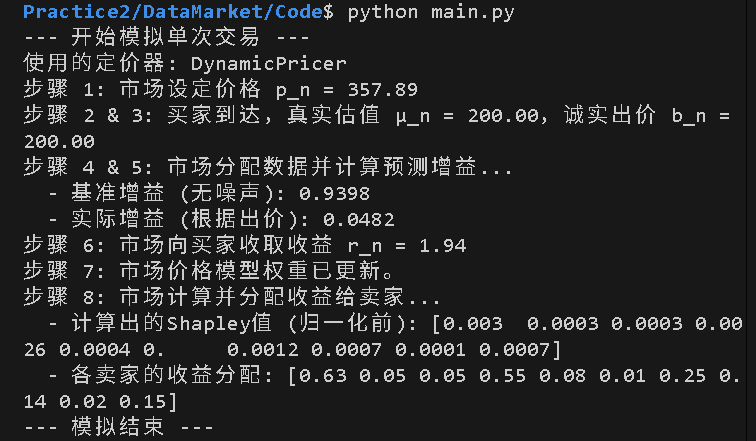 Practice2/DataMarket/Code$ python main.py
--- 开始模拟单次交易 ---
使用的定价器: DynamicPricer
步骤 1: 市场设定价格 p_n = 357.89
步骤 2 & 3: 买家到达，真实估值 μ_n = 200.00，诚实出价 b_n =
200.00
步骤 4 & 5: 市场分配数据并计算预测增益...
  - 基准增益 (无噪声): 0.9398
  - 实际增益 (根据出价): 0.0482
步骤 6: 市场向买家收取收益 r_n = 1.94
步骤 7: 市场价格模型权重已更新。
步骤 8: 市场计算并分配收益给卖家...
  - 计算出的Shapley值 (归一化前): [0.003  0.0003 0.0003 0.00
26 0.0004 0.     0.0012 0.0007 0.0001 0.0007]
  - 各卖家的收益分配: [0.63 0.05 0.05 0.55 0.08 0.01 0.25 0.
14 0.02 0.15]
--- 模拟结束 ---